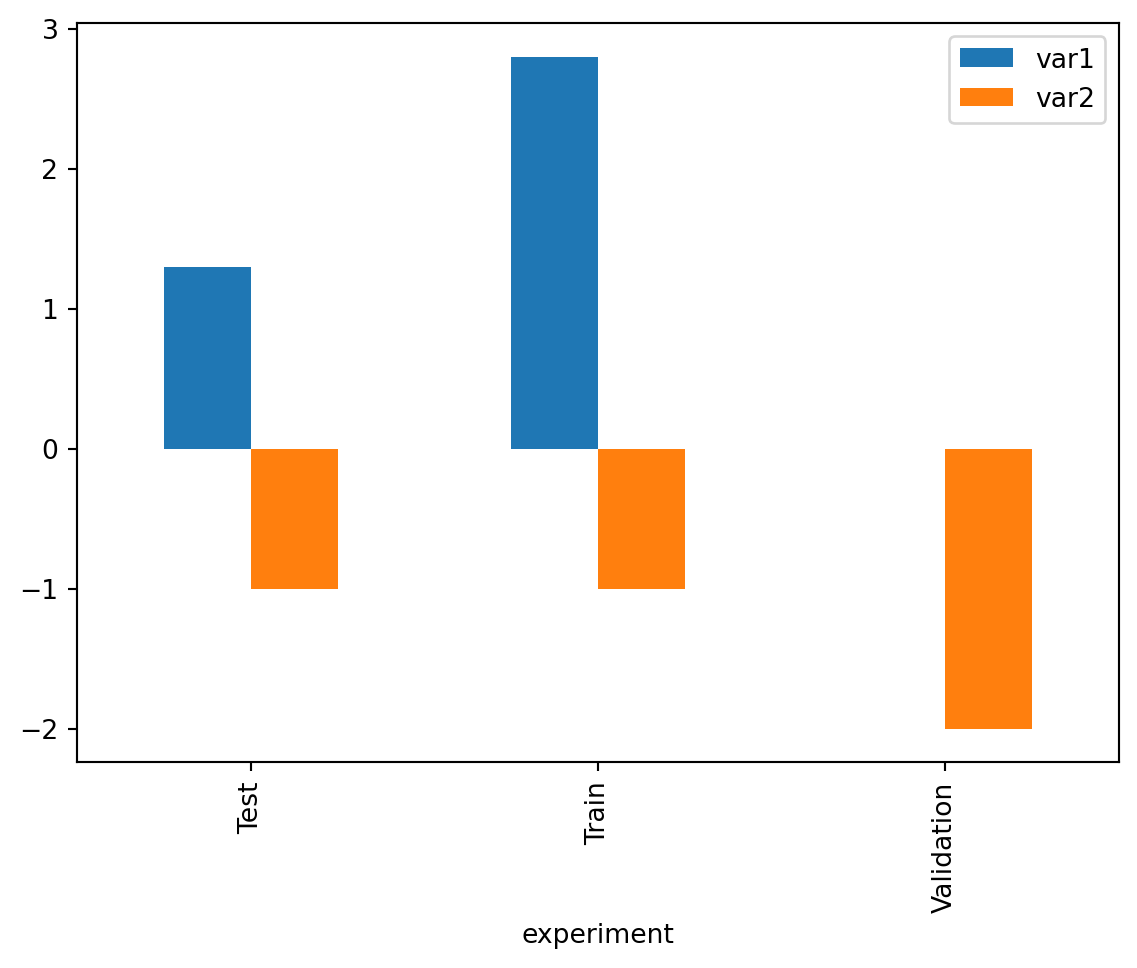 3
2
1
0
−1
−2
var1
var2
Test
Train
Validation
experiment